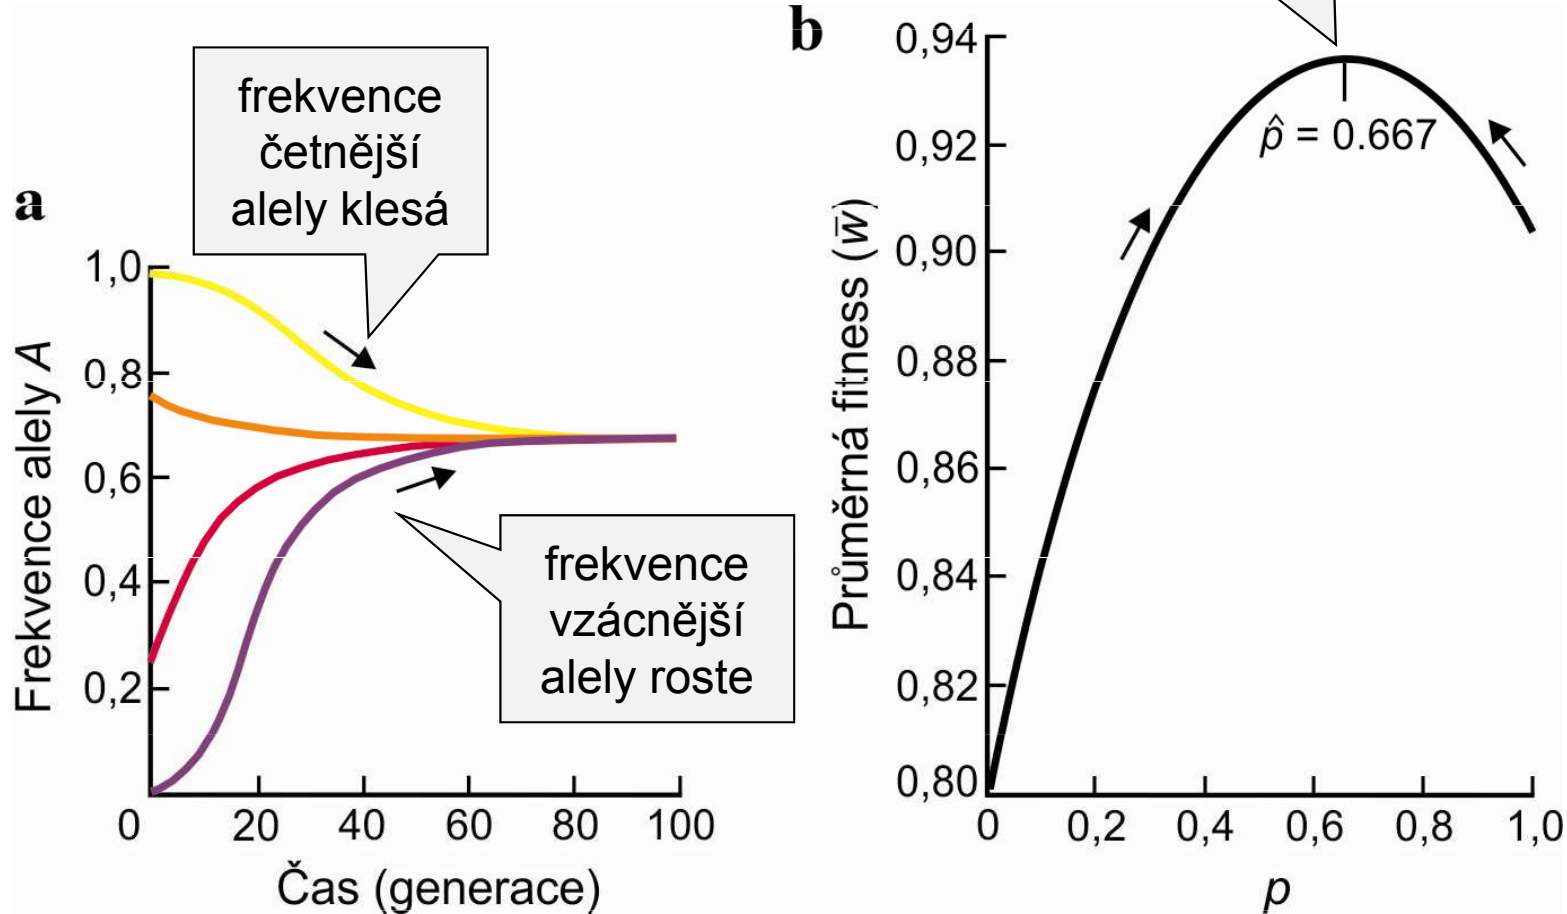 a
frekvence
četnější
alely klesá
Frekvence alely A
1,0
0,8
0,6
0,4
0,2
frekvence
vzácnější
alely roste
0 20 40 60 80 100
Čas (generace)
b
Průměrná fitness (w̄)
0,94
0,92
0,90
0,88
0,86
0,84
0,82
0,80
p̂ = 0.667
0 0,2 0,4 0,6 0,8 1,0
p